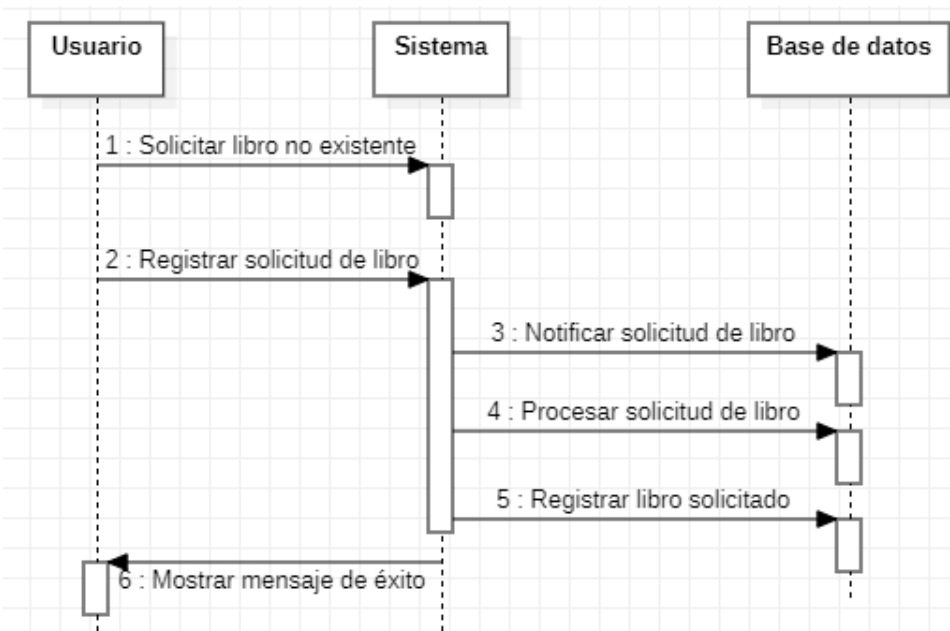 Usuario
Sistema
Base de datos
1 : Solicitar libro no existente
2 : Registrar solicitud de libro
3 : Notificar solicitud de libro
4 : Procesar solicitud de libro
5 : Registrar libro solicitado
6 : Mostrar mensaje de éxito